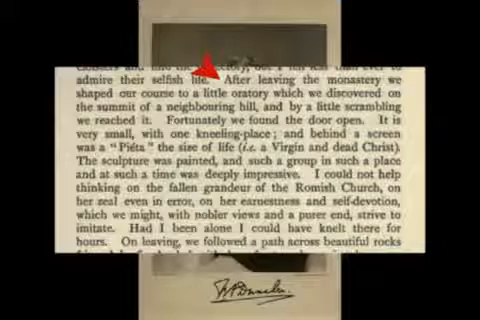 admire their selfish life. After leaving the monastery we
shaped our course to a little oratory which we discovered on
the summit of a neighbouring hill, and by a little scrambling
we reached it. Fortunately we found the door open. It is
very small, with one kneeling-place; and behind a screen
was a "Piéta" the size of life (i.e. a Virgin and dead Christ).
The sculpture was painted, and such a group in such a place
and at such a time was deeply impressive. I could not help
thinking on the fallen grandeur of the Romish Church, on
her zeal even in error, on her earnestness and self-devotion,
which we might, with nobler views and a purer end, strive to
imitate. Had I been alone I could have knelt there for
hours. On leaving, we followed a path across beautiful rocks